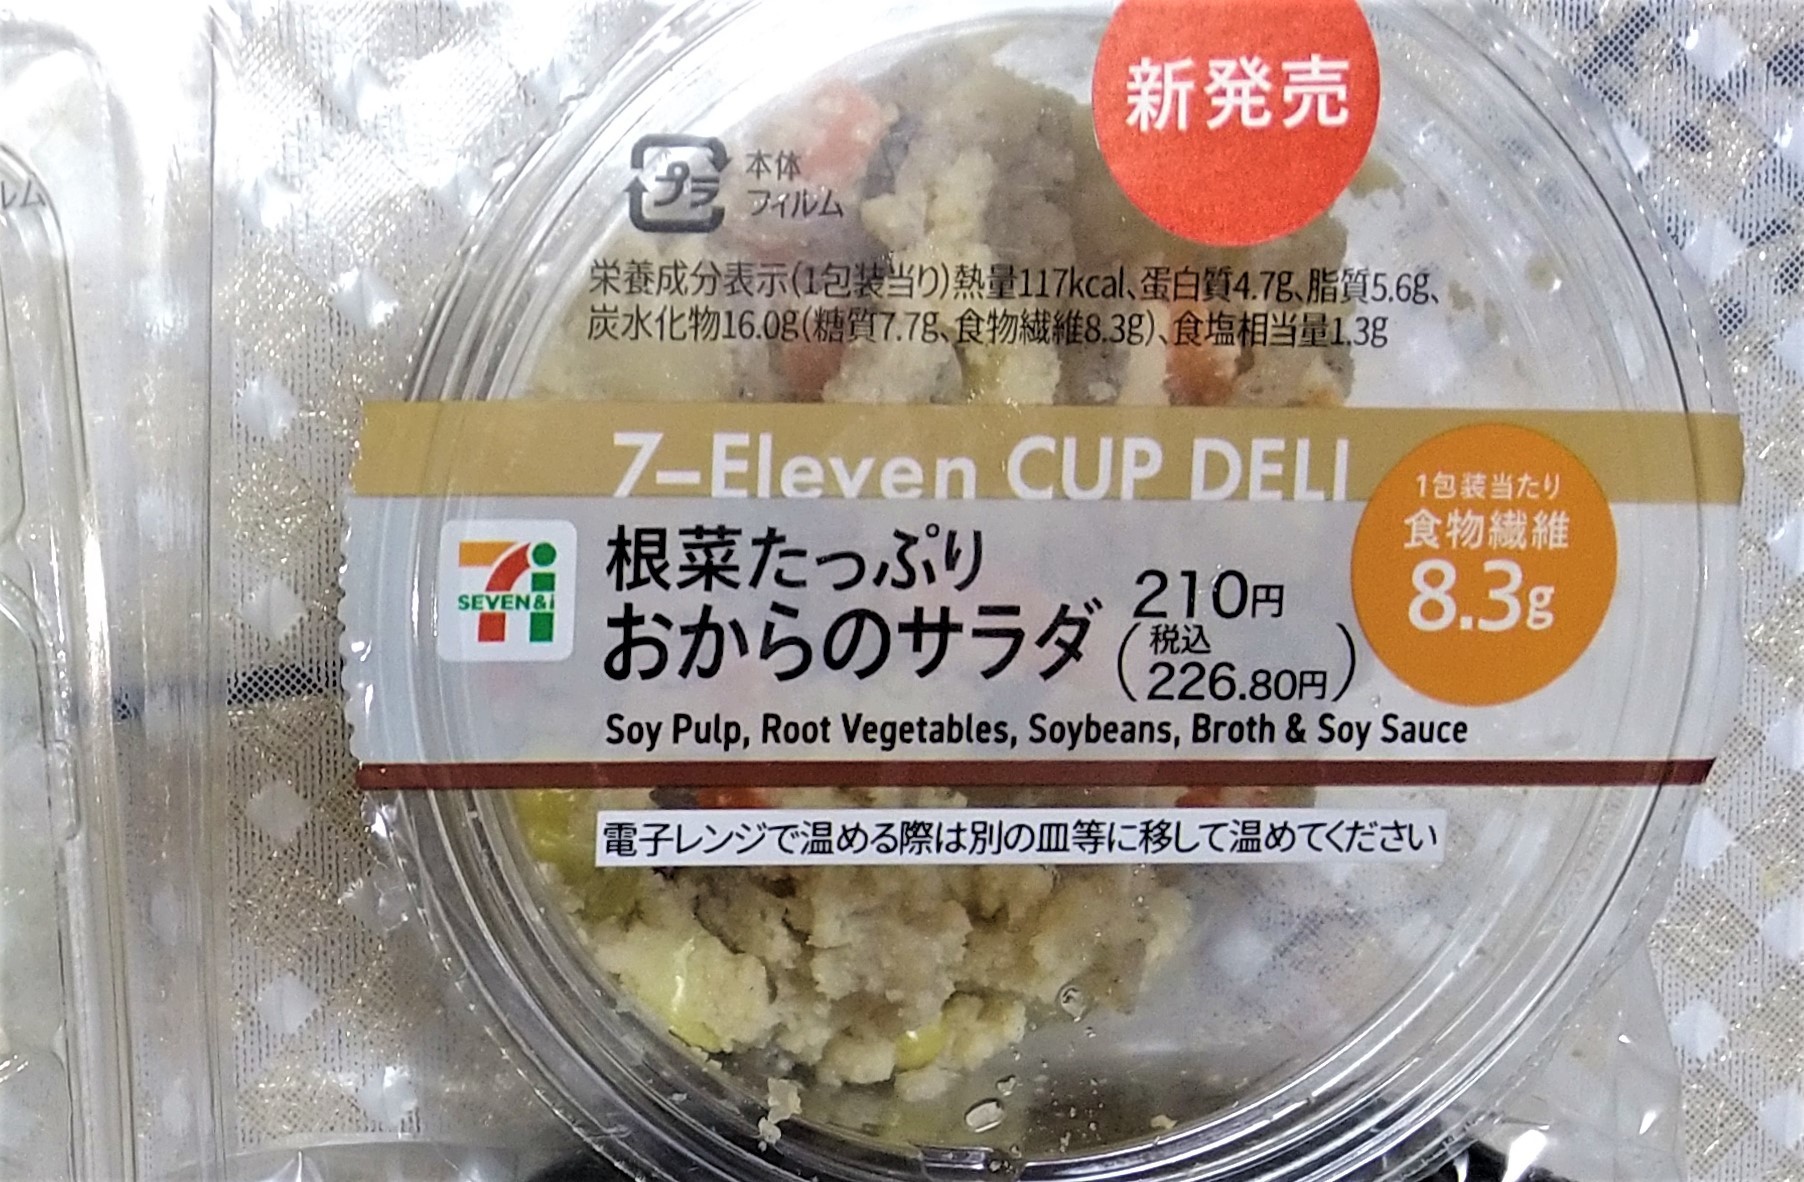 新発売
プラ
本体
フィルム
ルム
栄養成分表示(1包装当り)熱量117kcal、蛋白質4.7g、脂質5.6g、
炭水化物16.0g(糖質7.7g、食物繊維8.3g)、食塩相当量1.3g
7-Eleven CUP DELI
1包装当たり
食物繊維
8.3g
SEVEN&i
根菜たっぷり
おからのサラダ
210円
(税込
226.80円)
Soy Pulp, Root Vegetables, Soybeans, Broth & Soy Sauce
電子レンジで温める際は別の皿等に移して温めてください